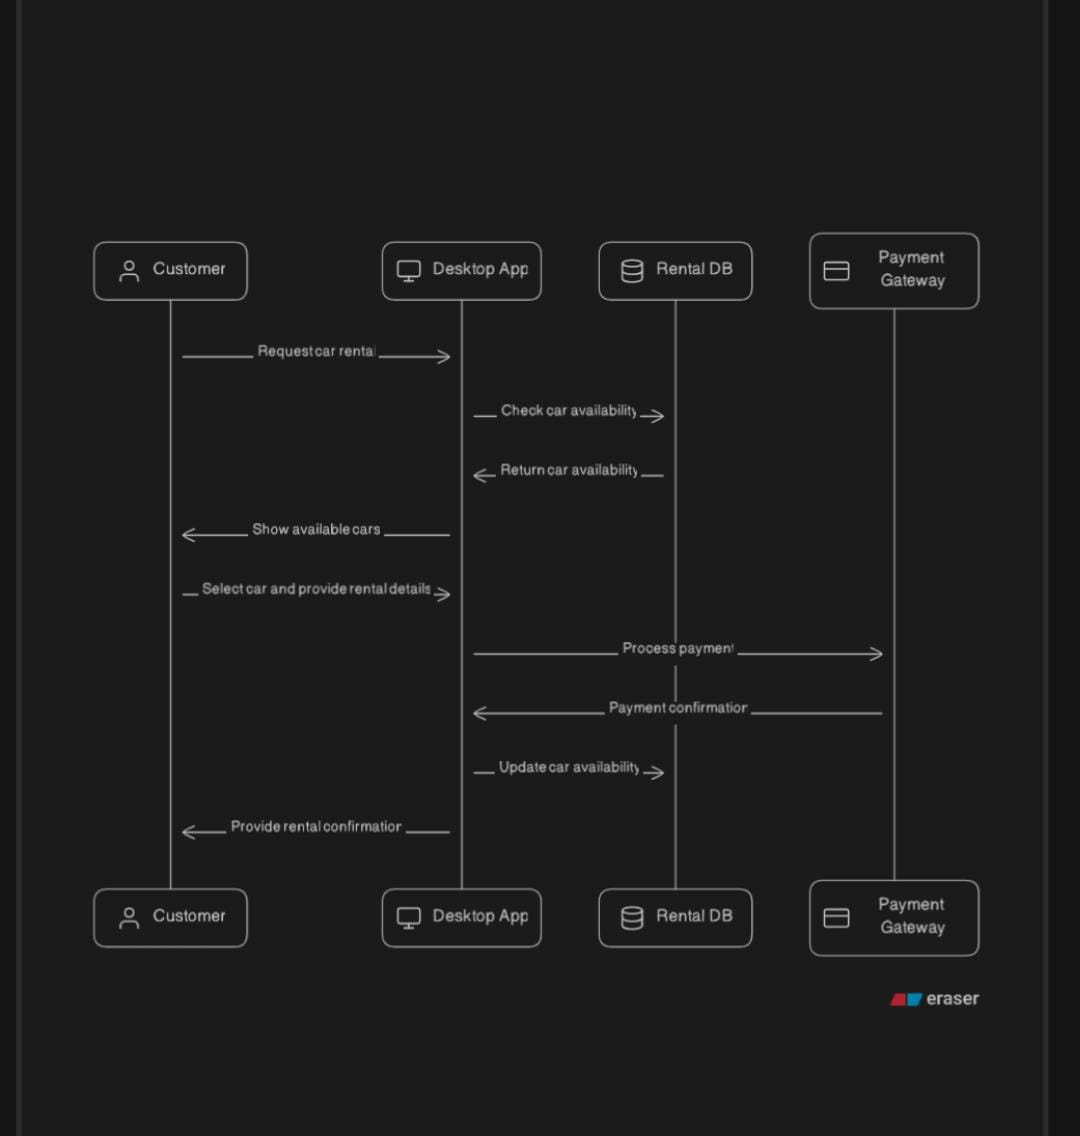 Customer
Desktop App
Rental DB
Payment
Gateway
Request car rental
Check car availability
Return car availability
Show available cars
Select car and provide rental details
Process payment
Payment confirmation
Update car availability
Provide rental confirmation
Customer
Desktop App
Rental DB
Payment
Gateway
eraser